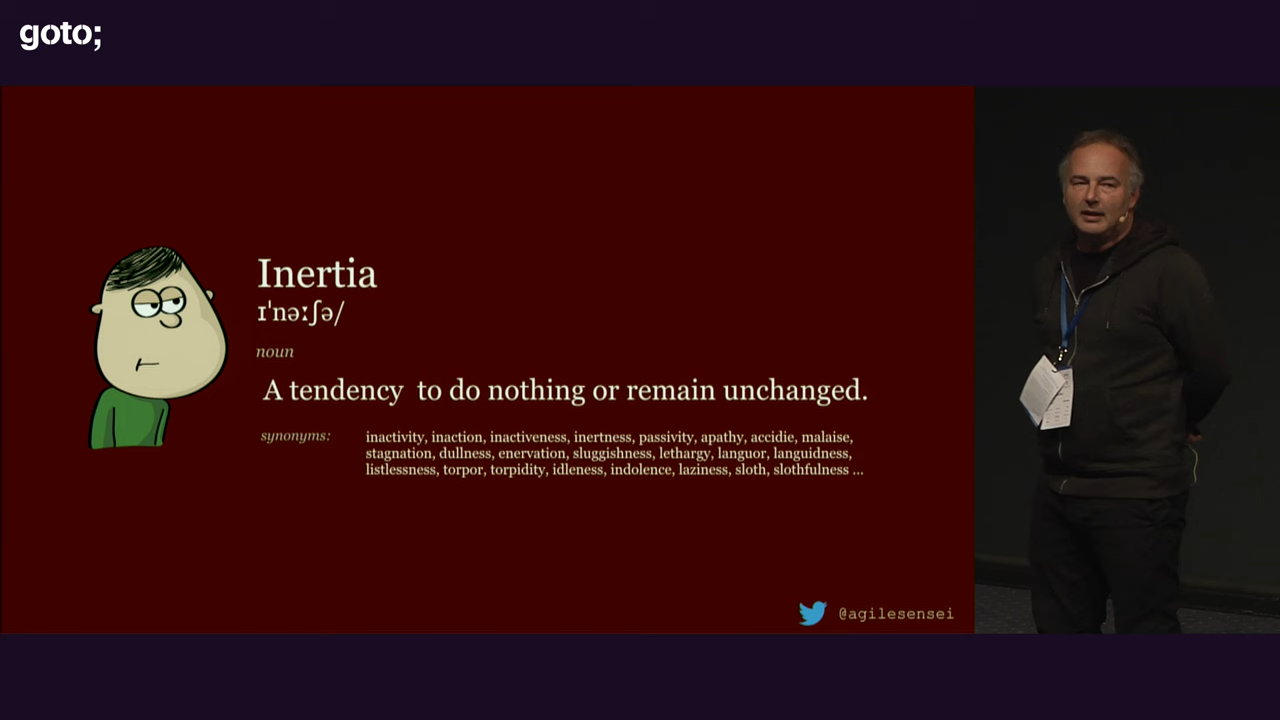 goto;
Inertia
ɪ'nəːʃə/
noun
A tendency to do nothing or remain unchanged.
synonyms: inactivity, inaction, inactiveness, inertness, passivity, apathy, accidie, malaise,
stagnation, dullness, enervation, sluggishness, lethargy, languor, languidness,
listlessness, torpor, torpidity, idleness, indolence, laziness, sloth, slothfulness ...
@agilesensei